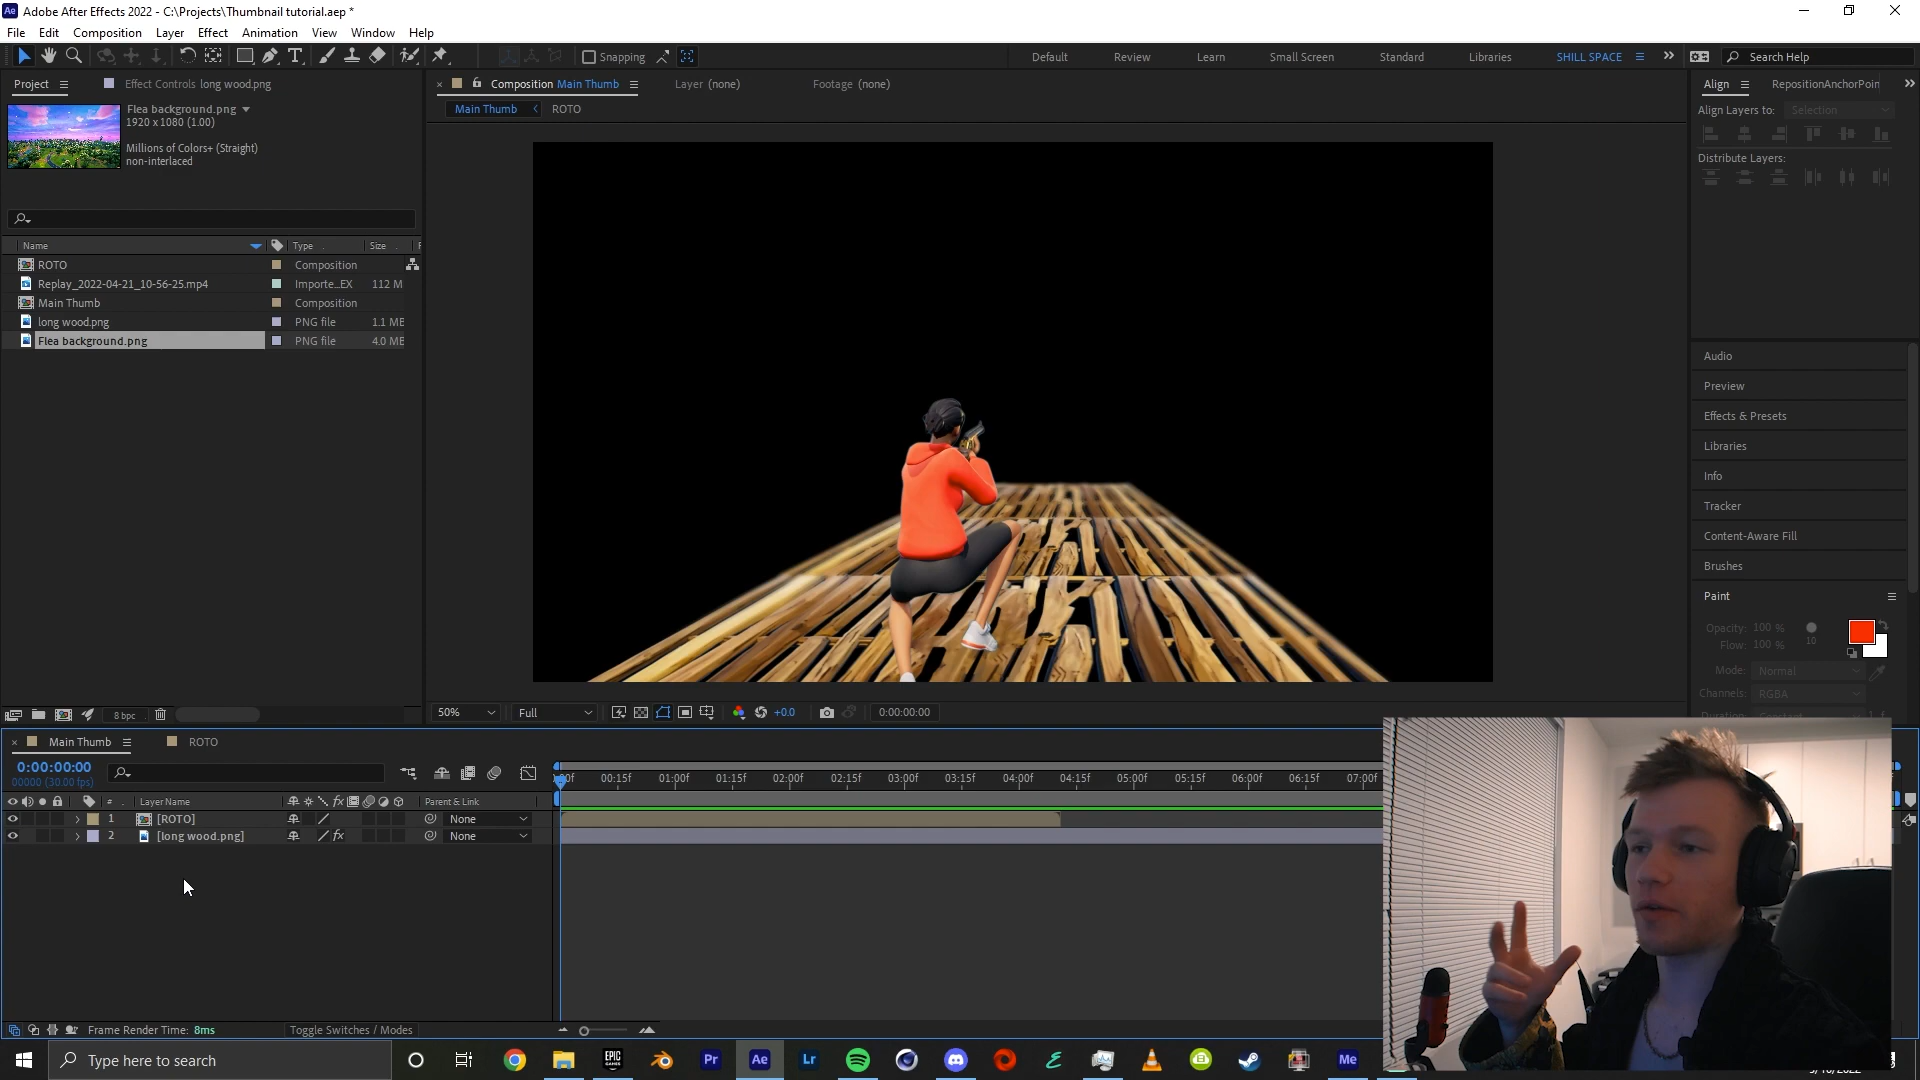 Adobe After Effects 2022 - C:\Projects\Thumbnail tutorial.aep *
File Edit Composition Layer Effect Animation View Window Help
Snapping Default Review Learn Small Screen Standard Libraries SHILL SPACE Search Help
Project Effect Controls long wood.png
Flea background.png
1920 x 1080 (1.00)
Millions of Colors+ (Straight)
non-interlaced
Name Type Size
ROTO Composition
Replay_2022-04-21_10-56-25.mp4 Importe...EX 112 M
Main Thumb Composition
long wood.png PNG file 1.1 MB
Flea background.png PNG file 4.0 MB
8 bpc
Composition Main Thumb Layer (none) Footage (none)
Main Thumb ROTO
50% Full +0.0 0:00:00:00
Align RepositionAnchorPoin
Align Layers to: Selection
Distribute Layers:
Audio
Preview
Effects & Presets
Libraries
Info
Tracker
Content-Aware Fill
Brushes
Paint
Opacity: 100 %
Flow: 100 %
10
Mode: Normal
Channels: RGBA
Main Thumb ROTO
0:00:00:00
00000 (30.00 fps)
00:15f 01:00f 01:15f 02:00f 02:15f 03:00f 03:15f 04:00f 04:15f 05:00f 05:15f 06:00f 06:15f 07:00f
# Layer Name Parent & Link
1 [ROTO] None
2 [long wood.png] None
Frame Render Time: 8ms Toggle Switches / Modes
Type here to search
EPIC GAMES Pr Ae Lr Me